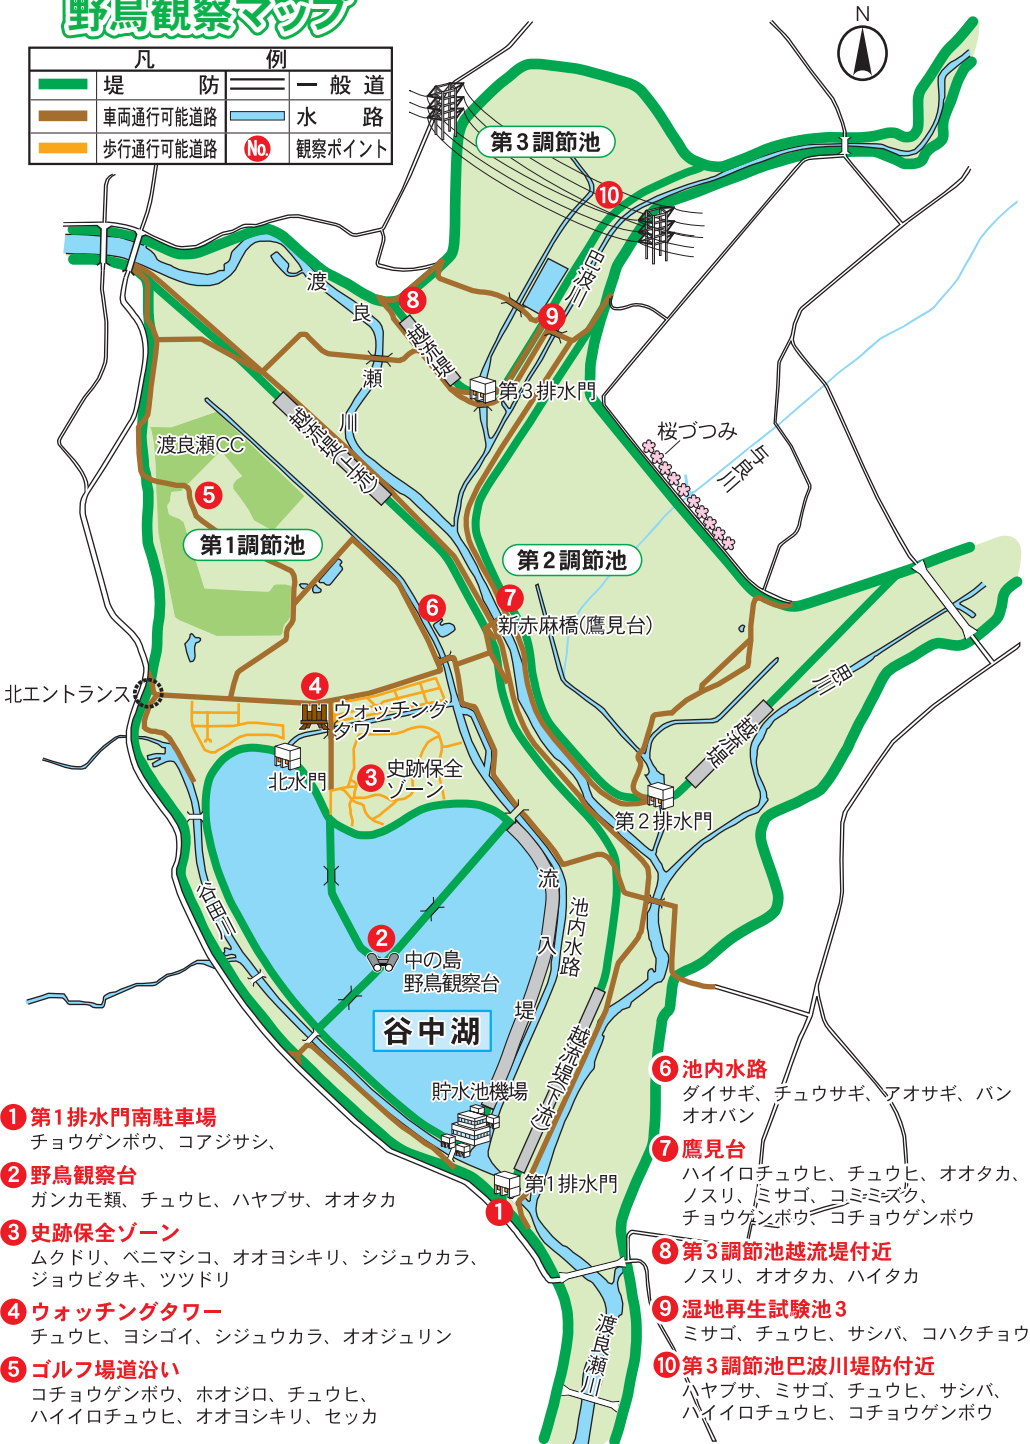 野鳥観察マップ
N
凡 例
堤 防
一 般 道
車両通行可能道路
水 路
歩行通行可能道路
No.
観察ポイント
第3調節池
10
巴波川
渡良瀬川
8
9
越流堤
第3排水門
越流堤(上流)
渡良瀬CC
桜づつみ
与良川
5
第1調節池
第2調節池
6
7
新赤麻橋(鷹見台)
北エントランス
4
ウォッチング
タワー
思川
越流堤
北水門
3
史跡保全
ゾーン
第2排水門
谷田川
流入堤
池内水路
2
中の島
野鳥観察台
谷中湖
越流堤(下流)
貯水池機場
第1排水門
1
渡良瀬川
1 第1排水門南駐車場
チョウゲンボウ、コアジサシ、
2 野鳥観察台
ガンカモ類、チュウヒ、ハヤブサ、オオタカ
3 史跡保全ゾーン
ムクドリ、ベニマシコ、オオヨシキリ、シジュウカラ、
ジョウビタキ、ツツドリ
4 ウォッチングタワー
チュウヒ、ヨシゴイ、シジュウカラ、オオジュリン
5 ゴルフ場道沿い
コチョウゲンボウ、ホオジロ、チュウヒ、
ハイイロチュウヒ、オオヨシキリ、セッカ
6 池内水路
ダイサギ、チュウサギ、アオサギ、バン
オオバン
7 鷹見台
ハイイロチュウヒ、チュウヒ、オオタカ、
ノスリ、ミサゴ、コミミズク、
チョウゲンボウ、コチョウゲンボウ
8 第3調節池越流堤付近
ノスリ、オオタカ、ハイタカ
9 湿地再生試験池3
ミサゴ、チュウヒ、サシバ、コハクチョウ
10 第3調節池巴波川堤防付近
ハヤブサ、ミサゴ、チュウヒ、サシバ、
ハイイロチュウヒ、コチョウゲンボウ